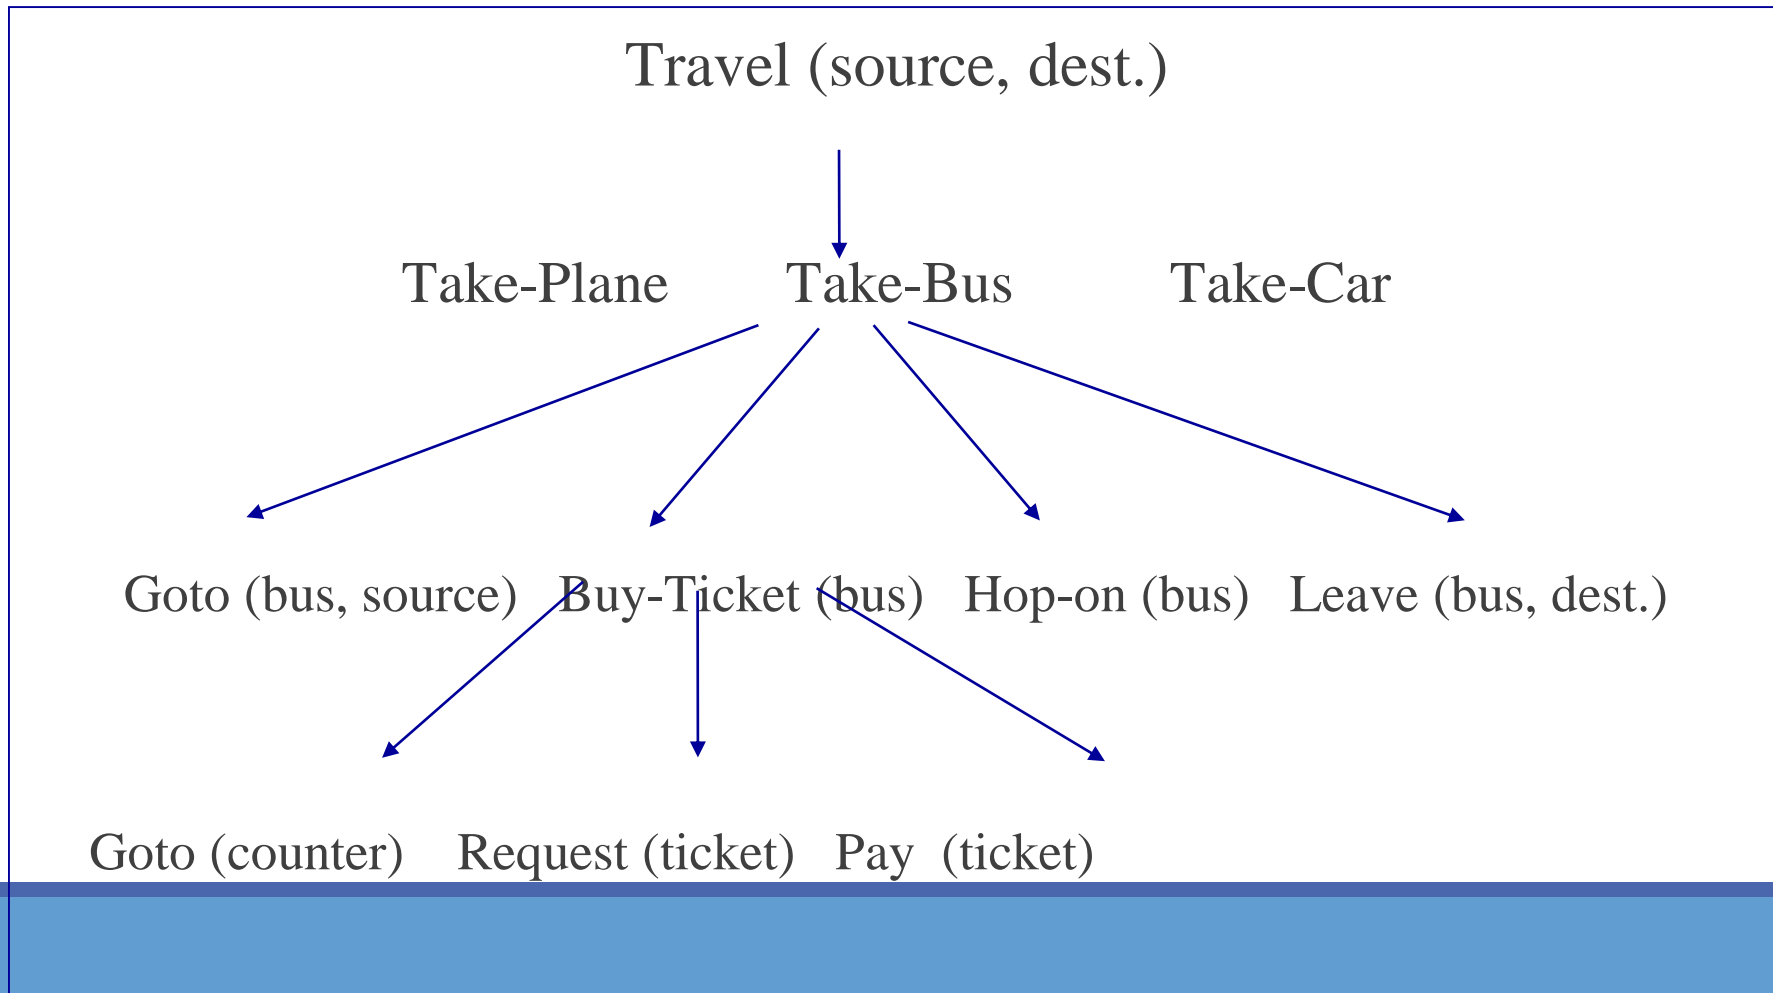 Travel (source, dest.)
Take-Plane Take-Bus Take-Car
Goto (bus, source) Buy-Ticket (bus) Hop-on (bus) Leave (bus, dest.)
Goto (counter) Request (ticket) Pay (ticket)